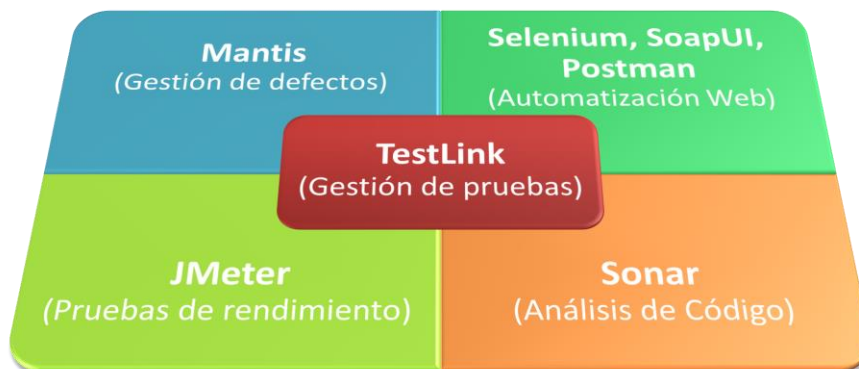 Mantis
(Gestión de defectos)
Selenium, SoapUI,
Postman
(Automatización Web)
TestLink
(Gestión de pruebas)
JMeter
(Pruebas de rendimiento)
Sonar
(Análisis de Código)